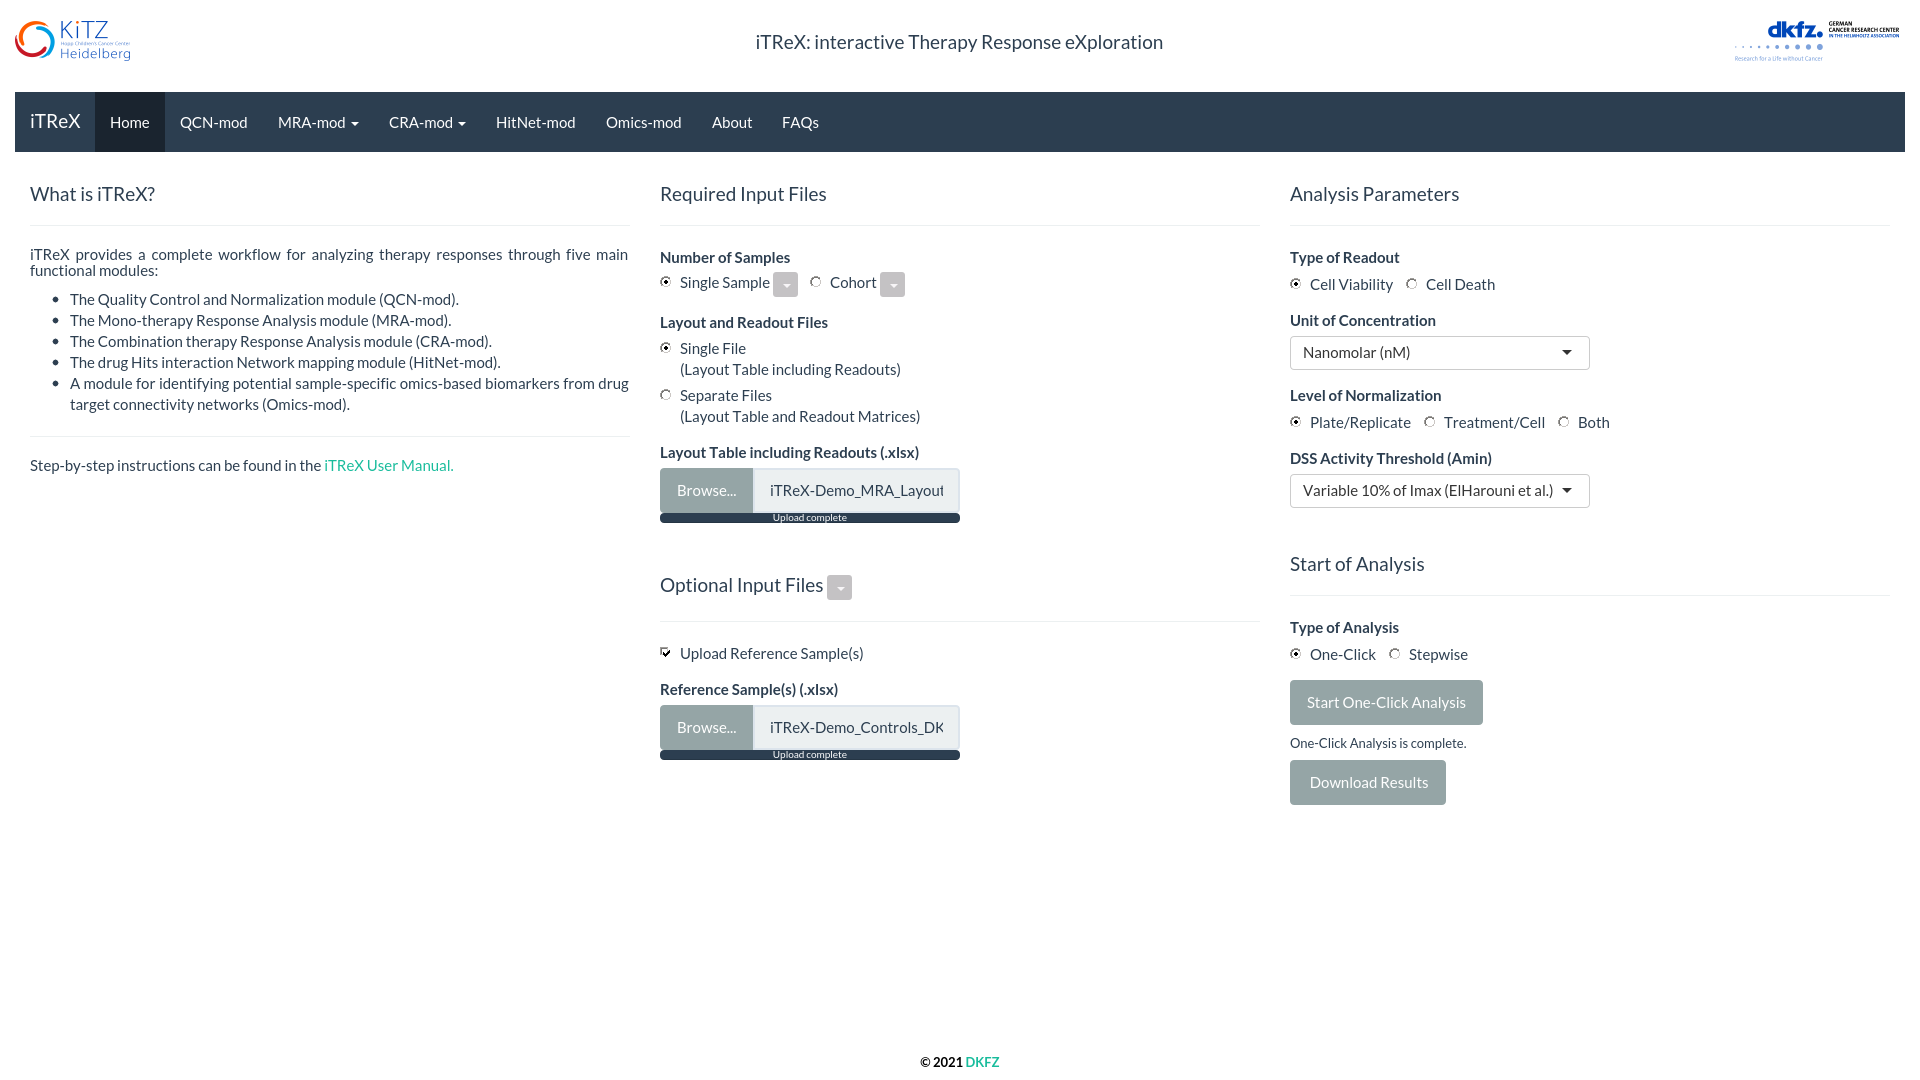 KiTZ
Hopp Children's Cancer Center
Heidelberg
iTReX: interactive Therapy Response eXploration
dkfz.
GERMAN
CANCER RESEARCH CENTER
IN THE HELMHOLTZ ASSOCIATION
Research for a Life without Cancer
iTReX Home QCN-mod MRA-mod CRA-mod HitNet-mod Omics-mod About FAQs
What is iTReX?
iTReX provides a complete workflow for analyzing therapy responses through five main
functional modules:
• The Quality Control and Normalization module (QCN-mod).
• The Mono-therapy Response Analysis module (MRA-mod).
• The Combination therapy Response Analysis module (CRA-mod).
• The drug Hits interaction Network mapping module (HitNet-mod).
• A module for identifying potential sample-specific omics-based biomarkers from drug
target connectivity networks (Omics-mod).
Step-by-step instructions can be found in the iTReX User Manual.
Required Input Files
Number of Samples
Single Sample Cohort
Layout and Readout Files
Single File
(Layout Table including Readouts)
Separate Files
(Layout Table and Readout Matrices)
Layout Table including Readouts (.xlsx)
Browse... iTReX-Demo_MRA_Layout
Upload complete
Optional Input Files
Upload Reference Sample(s)
Reference Sample(s) (.xlsx)
Browse... iTReX-Demo_Controls_DK
Upload complete
Analysis Parameters
Type of Readout
Cell Viability Cell Death
Unit of Concentration
Nanomolar (nM)
Level of Normalization
Plate/Replicate Treatment/Cell Both
DSS Activity Threshold (Amin)
Variable 10% of Imax (ElHarouni et al.)
Start of Analysis
Type of Analysis
One-Click Stepwise
Start One-Click Analysis
One-Click Analysis is complete.
Download Results
© 2021 DKFZ